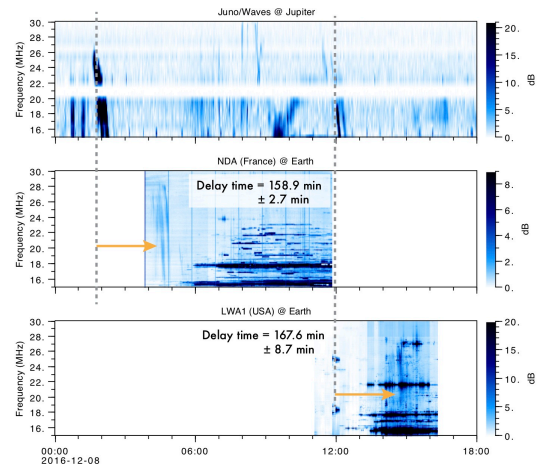 Juno/Waves @ Jupiter
Frequency (MHz)
30.
28.
26.
24.
22.
20.
18.
16.
20.
15.
10.
5.
0.
dB
NDA (France) @ Earth
Delay time = 158.9 min
± 2.7 min
Frequency (MHz)
30.
28.
26.
24.
22.
20.
18.
16.
8.
6.
4.
2.
0.
dB
LWA1 (USA) @ Earth
Delay time = 167.6 min
± 8.7 min
Frequency (MHz)
30.
28.
26.
24.
22.
20.
18.
16.
20.
15.
10.
5.
0.
dB
00:00 06:00 12:00 18:00
2016-12-08